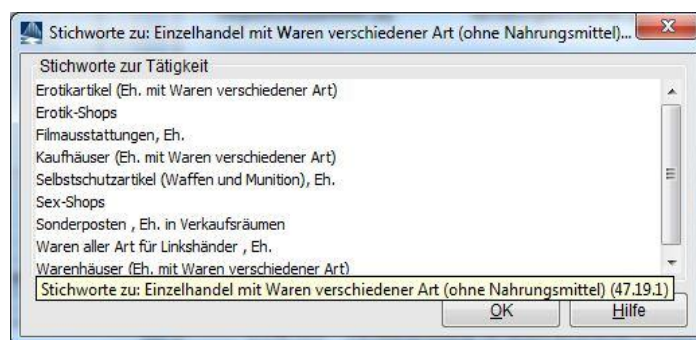 Stichworte zu: Einzelhandel mit Waren verschiedener Art (ohne Nahrungsmittel)...
Stichworte zur Tätigkeit
Erotikartikel (Eh. mit Waren verschiedener Art)
Erotik-Shops
Filmausstattungen, Eh.
Kaufhäuser (Eh. mit Waren verschiedener Art)
Selbstschutzartikel (Waffen und Munition), Eh.
Sex-Shops
Sonderposten , Eh. in Verkaufsräumen
Waren aller Art für Linkshänder , Eh.
Warenhäuser (Eh. mit Waren verschiedener Art)
Stichworte zu: Einzelhandel mit Waren verschiedener Art (ohne Nahrungsmittel) (47.19.1)
OK Hilfe